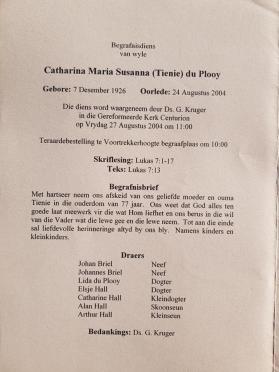 Begrafnisdiens
van wyle
Catharina Maria Susanna (Tienie) du Plooy
Gebore: 7 Desember 1926 Oorlede: 24 Augustus 2004
Die diens word waargeneem deur Ds. G. Kruger
in die Gereformeerde Kerk Centurion
op Vrydag 27 Augustus 2004 om 11:00
Teraardebestelling te Voortrekkerhoogte begraafplaas om 10:00
Skriflesing: Lukas 7:1-17
Teks: Lukas 7:13
Begrafnisbrief
Met hartseer neem ons afskeid van ons geliefde moeder en ouma
Tienie in die ouderdom van 77 jaar. Ons weet dat God alles ten
goede laat meewerk vir die wat Hom liefhet en ons berus in die wil
van die Vader wat die lewe gee en die lewe neem. Tot aan die einde
sal liefdevolle herinneringe altyd by ons bly. Namens kinders en
kleinkinders.
Draers
Johan Briel Neef
Johannes Briel Neef
Lida du Plooy Dogter
Elsje Hall Dogter
Catharine Hall Kleindogter
Alan Hall Skoonseun
Arthur Hall Kleinseun
Bedankings: Ds. G. Kruger